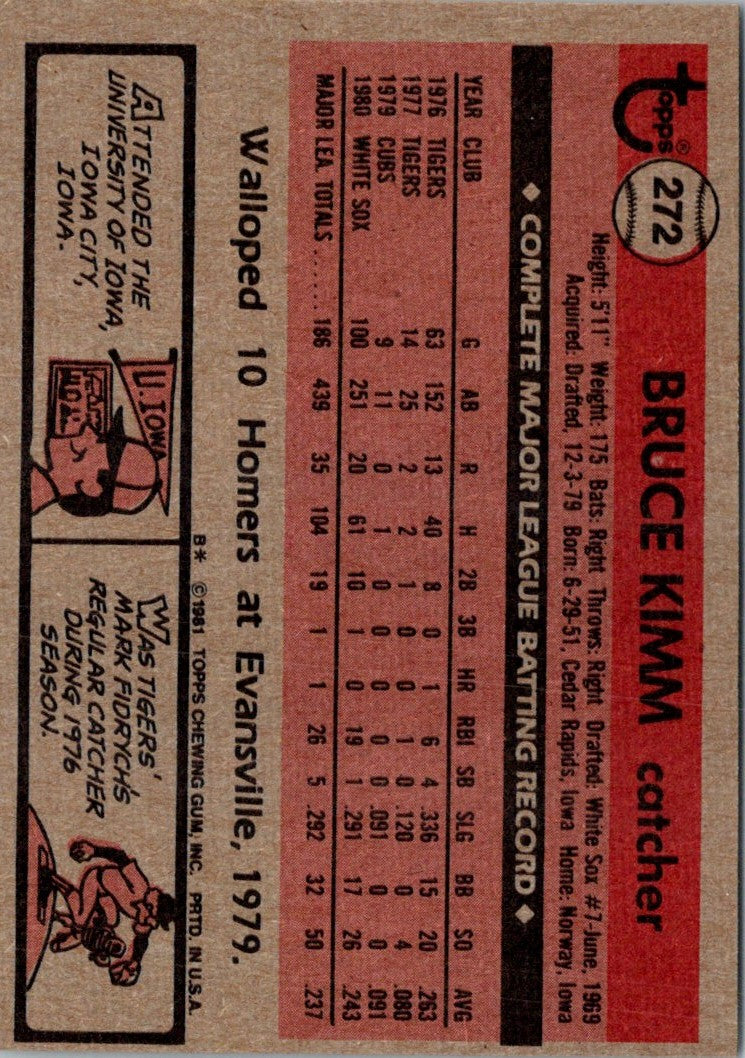 Topps®
272
BRUCE KIMM catcher
Height: 5'11" Weight: 175 Bats: Right Throws: Right Drafted: White Sox #7-June, 1969
Acquired: Drafted, 12-3-79 Born: 6-29-51, Cedar Rapids, Iowa Home: Norway, Iowa
◆ COMPLETE MAJOR LEAGUE BATTING RECORD ◆
YEAR CLUB G AB R H 2B 3B HR RBI SB SLG BB SO AVG
1976 TIGERS 63 152 13 40 8 0 1 6 4 .336 15 20 .263
1977 TIGERS 14 25 2 2 1 0 0 1 0 .120 0 4 .080
1979 CUBS 9 11 0 1 0 0 0 0 0 .091 0 0 .091
1980 WHITE SOX 100 251 20 61 10 1 0 19 1 .291 17 26 .243
MAJOR LEA. TOTALS ...... 186 439 35 104 19 1 1 26 5 .292 32 50 .237
Walloped 10 Homers at Evansville, 1979.
B* ©1981 TOPPS CHEWING GUM, INC. PRTD. IN U.S.A.
ATTENDED THE
UNIVERSITY OF IOWA,
IOWA CITY,
IOWA.
U. IOWA
WAS TIGERS'
MARK FIDRYCH'S
REGULAR CATCHER
DURING 1976
SEASON.